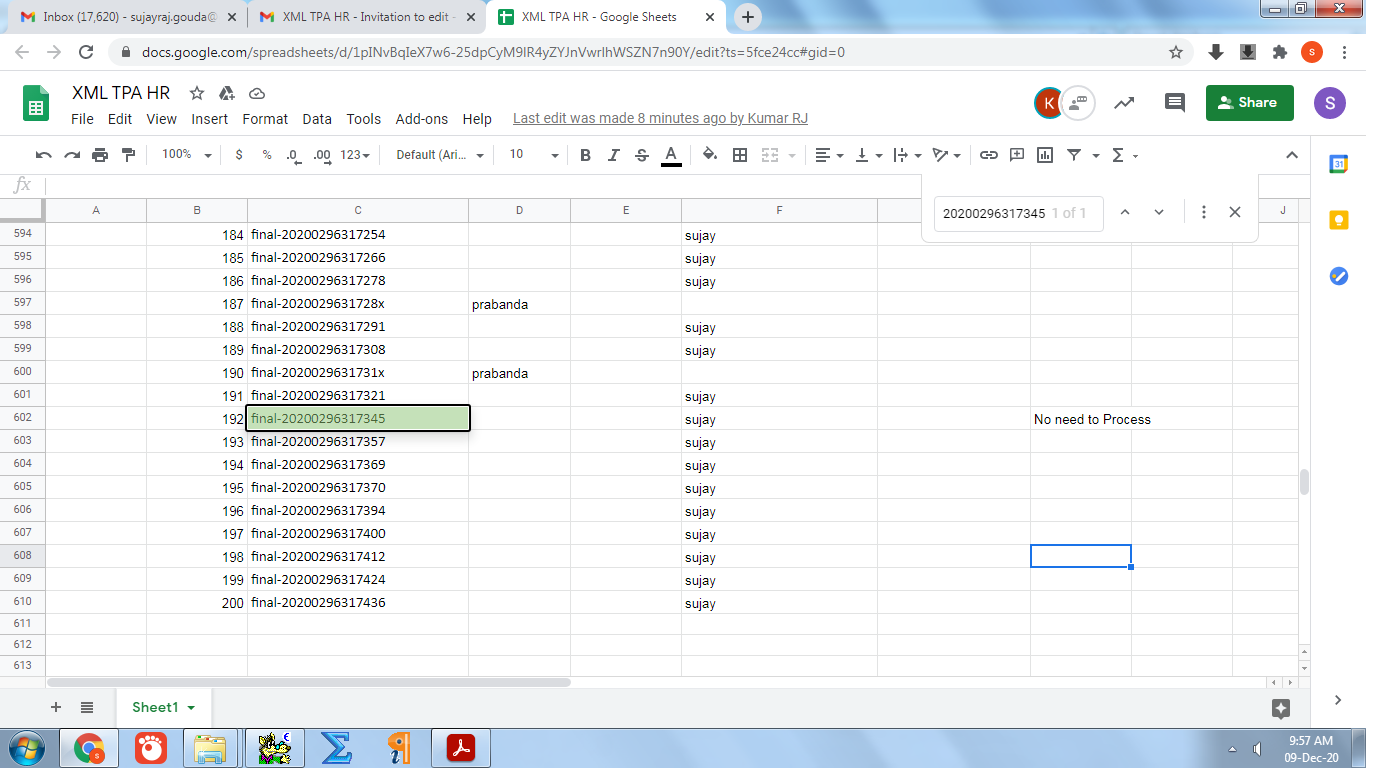 Inbox (17,620) - sujayraj.gouda@
XML TPA HR - Invitation to edit -
XML TPA HR - Google Sheets
docs.google.com/spreadsheets/d/1pINvBqIeX7w6-25dpCyM9lR4yZYJnVwrIhWSZN7n90Y/edit?ts=5fce24cc#gid=0
S
XML TPA HR
K
Share
S
File Edit View Insert Format Data Tools Add-ons Help Last edit was made 8 minutes ago by Kumar RJ
100% $ % .0 .00 123 Default (Ari... 10 B I S A Σ
31
fx
20200296317345 1 of 1
A B C D E F J
594 184 final-20200296317254 sujay
595 185 final-20200296317266 sujay
596 186 final-20200296317278 sujay
597 187 final-2020029631728x prabanda
598 188 final-20200296317291 sujay
599 189 final-20200296317308 sujay
600 190 final-2020029631731x prabanda
601 191 final-20200296317321 sujay
602 192 final-20200296317345 sujay No need to Process
603 193 final-20200296317357 sujay
604 194 final-20200296317369 sujay
605 195 final-20200296317370 sujay
606 196 final-20200296317394 sujay
607 197 final-20200296317400 sujay
608 198 final-20200296317412 sujay
609 199 final-20200296317424 sujay
610 200 final-20200296317436 sujay
611
612
613
Sheet1
9:57 AM
09-Dec-20